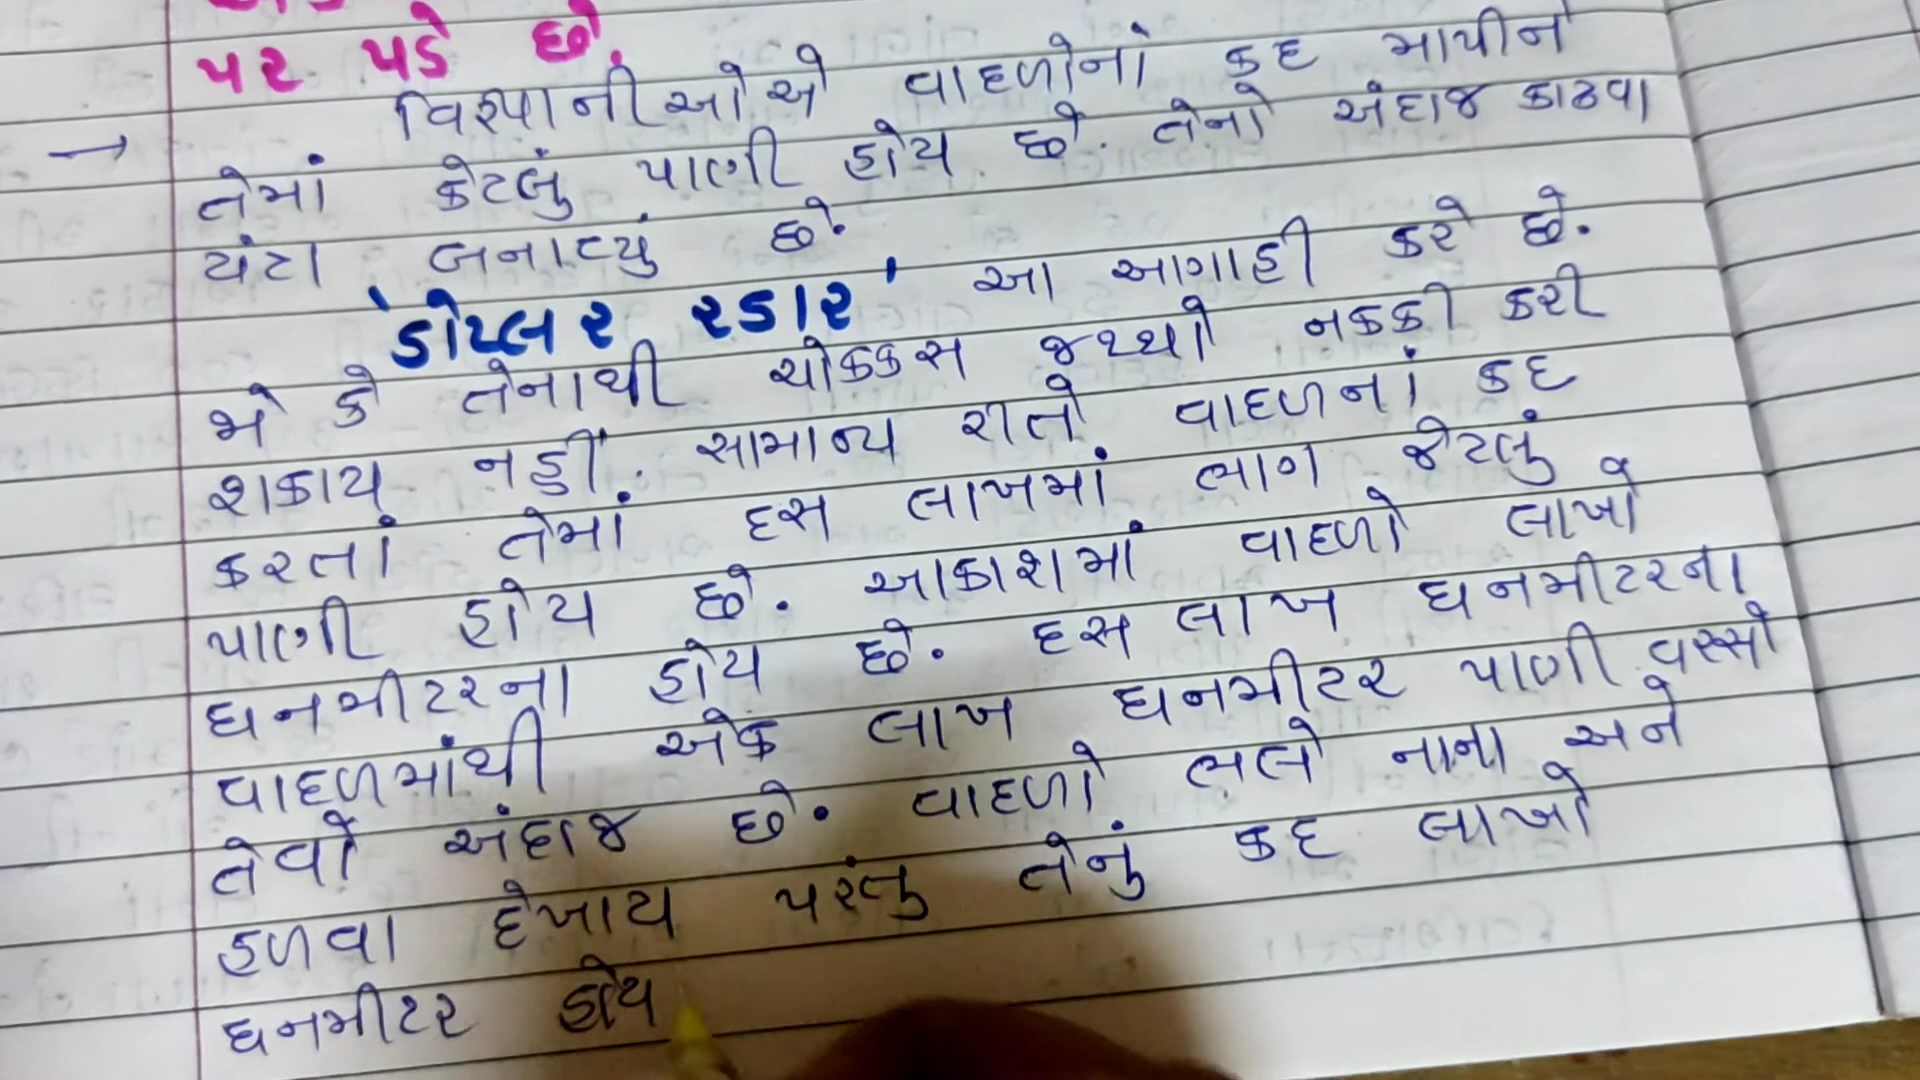 પર પડે છે.
→ વિજ્ઞાનીઓએ વાદળોનાં કદ માપીને
તેમાં કેટલું પાણી હોય છે. તેનો અંદાજ કાઢવા
યંત્ર બનાવ્યું છે.
'ડોપ્લર રડાર' આ આગાહી કરે છે.
જો કે તેનાથી ચોક્કસ જથ્થો નક્કી કરી
શકાય નહીં. સામાન્ય રીતે વાદળનાં કદ
કરતાં તેમાં દસ લાખમાં ભાગ જેટલું
પાણી હોય છે. આકાશમાં વાદળો લાખો
ઘનમીટરના હોય છે. દસ લાખ ઘનમીટરના
વાદળમાંથી એક લાખ ઘનમીટર પાણી વરસે
તેવો અંદાજ છે. વાદળો ભલે નાના અને
હળવા દેખાય પરંતુ તેનું કદ લાખો
ઘનમીટર હોય